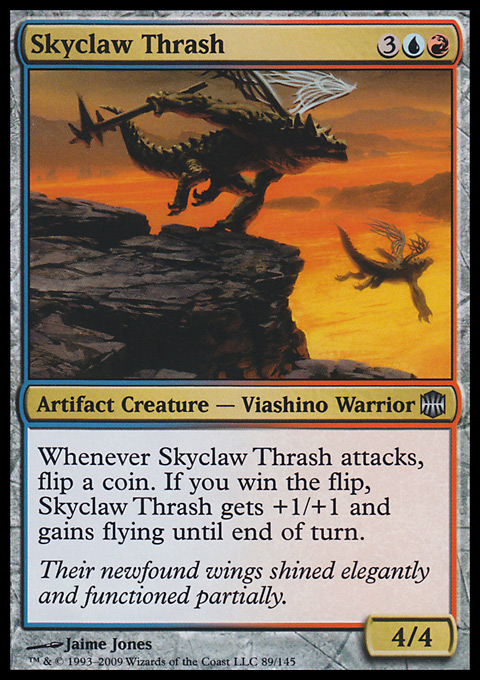 Skyclaw Thrash 3
Artifact Creature — Viashino Warrior
Whenever Skyclaw Thrash attacks,
flip a coin. If you win the flip,
Skyclaw Thrash gets +1/+1 and
gains flying until end of turn.
Their newfound wings shined elegantly
and functioned partially.
Jaime Jones
4/4
™ & © 1993–2009 Wizards of the Coast LLC 89/145